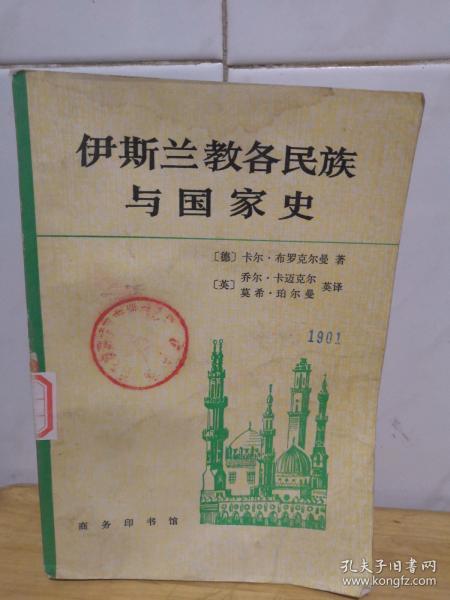 伊斯兰教各民族
与国家史
〔德〕卡尔·布罗克尔曼 著
〔英〕乔尔·卡迈克尔
莫希·珀尔曼 英译
1901
商务印书馆
孔夫子旧书网
www.kongfz.com